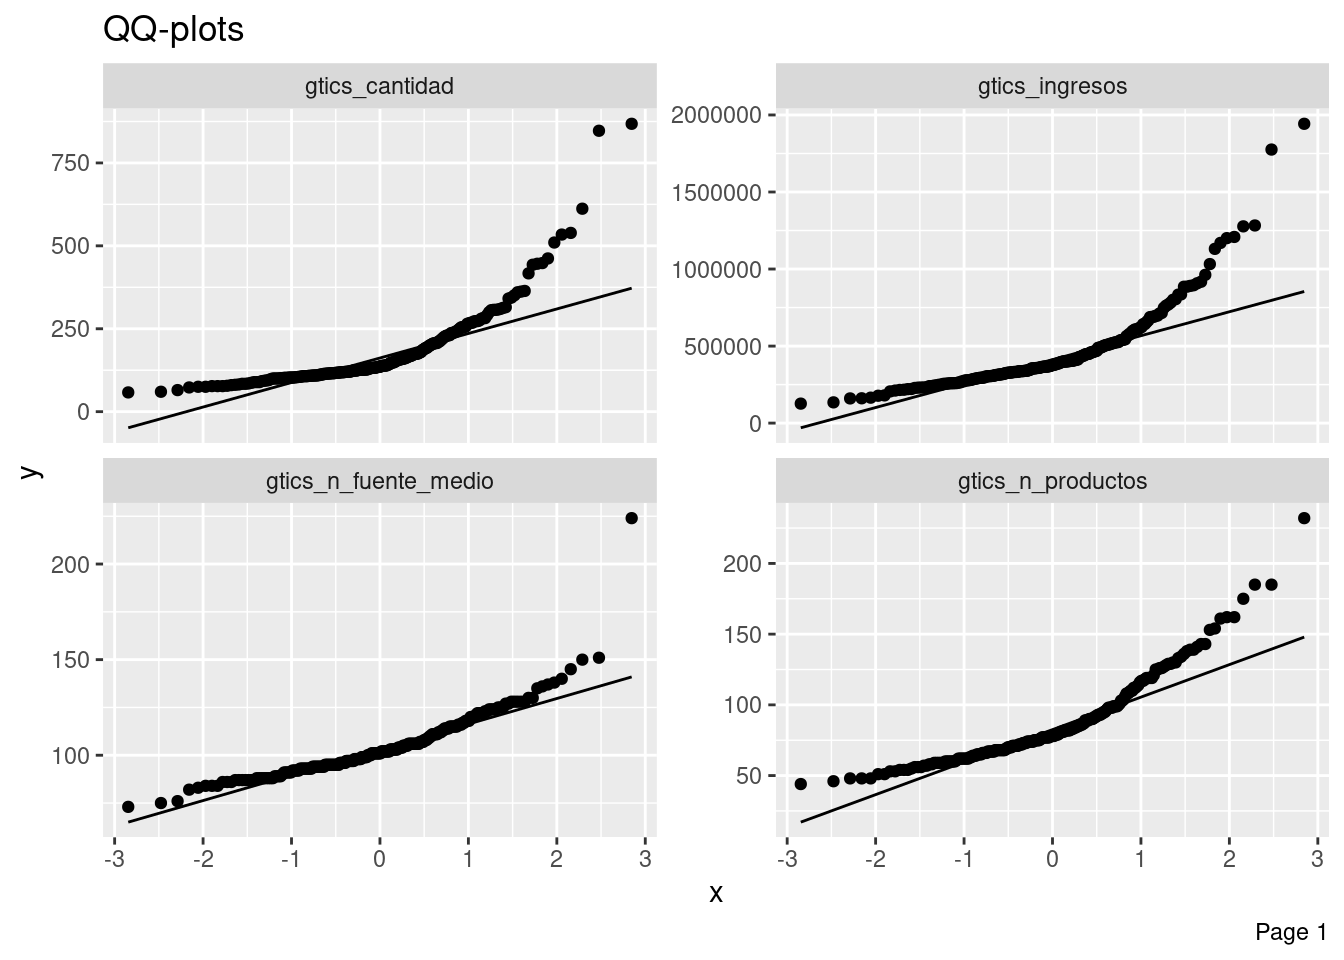 QQ-plots
gtics_cantidad
gtics_ingresos
750
500
250
0
2000000
1500000
1000000
500000
0
y
gtics_n_fuente_medio
gtics_n_productos
200
150
100
200
150
100
50
-3 -2 -1 0 1 2 3
-3 -2 -1 0 1 2 3
x
Page 1